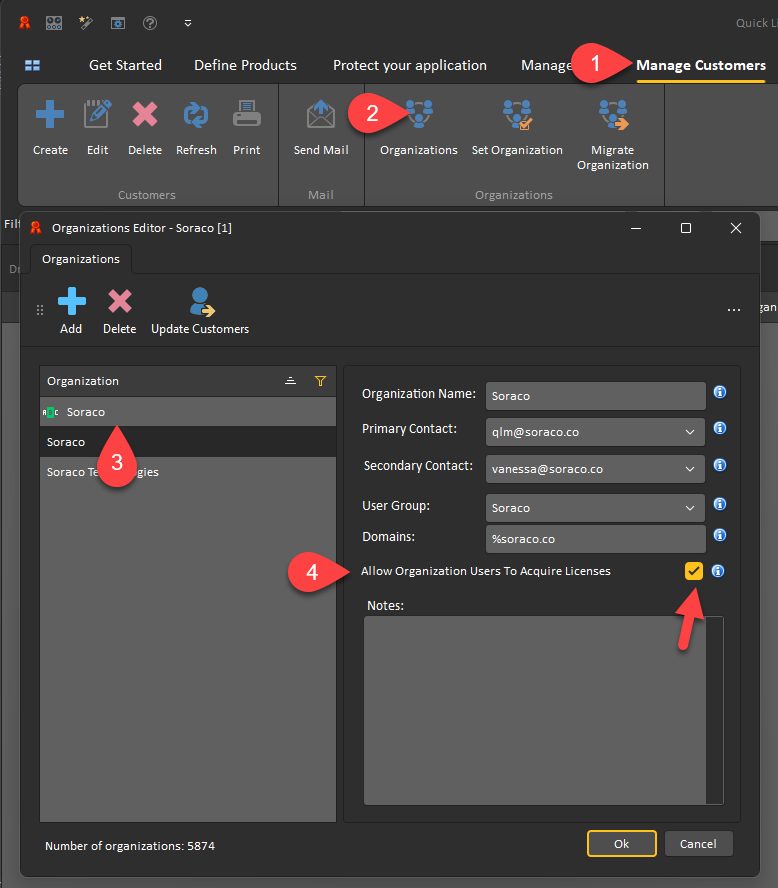 Quick Li
Get Started Define Products Protect your application Manage 1 Manage Customers
2
Create Edit Delete Refresh Print Send Mail Organizations Set Organization Migrate
Organization
Customers Mail Organizations
Filt
Organizations Editor - Soraco [1]
Organizations
Dr
Add Delete Update Customers
gan
Organization
Soraco
Soraco
3
Soraco Te ogies
Organization Name: Soraco
Primary Contact: qlm@soraco.co
Secondary Contact: vanessa@soraco.co
User Group: Soraco
Domains: %soraco.co
4 Allow Organization Users To Acquire Licenses
Notes:
Number of organizations: 5874
Ok Cancel